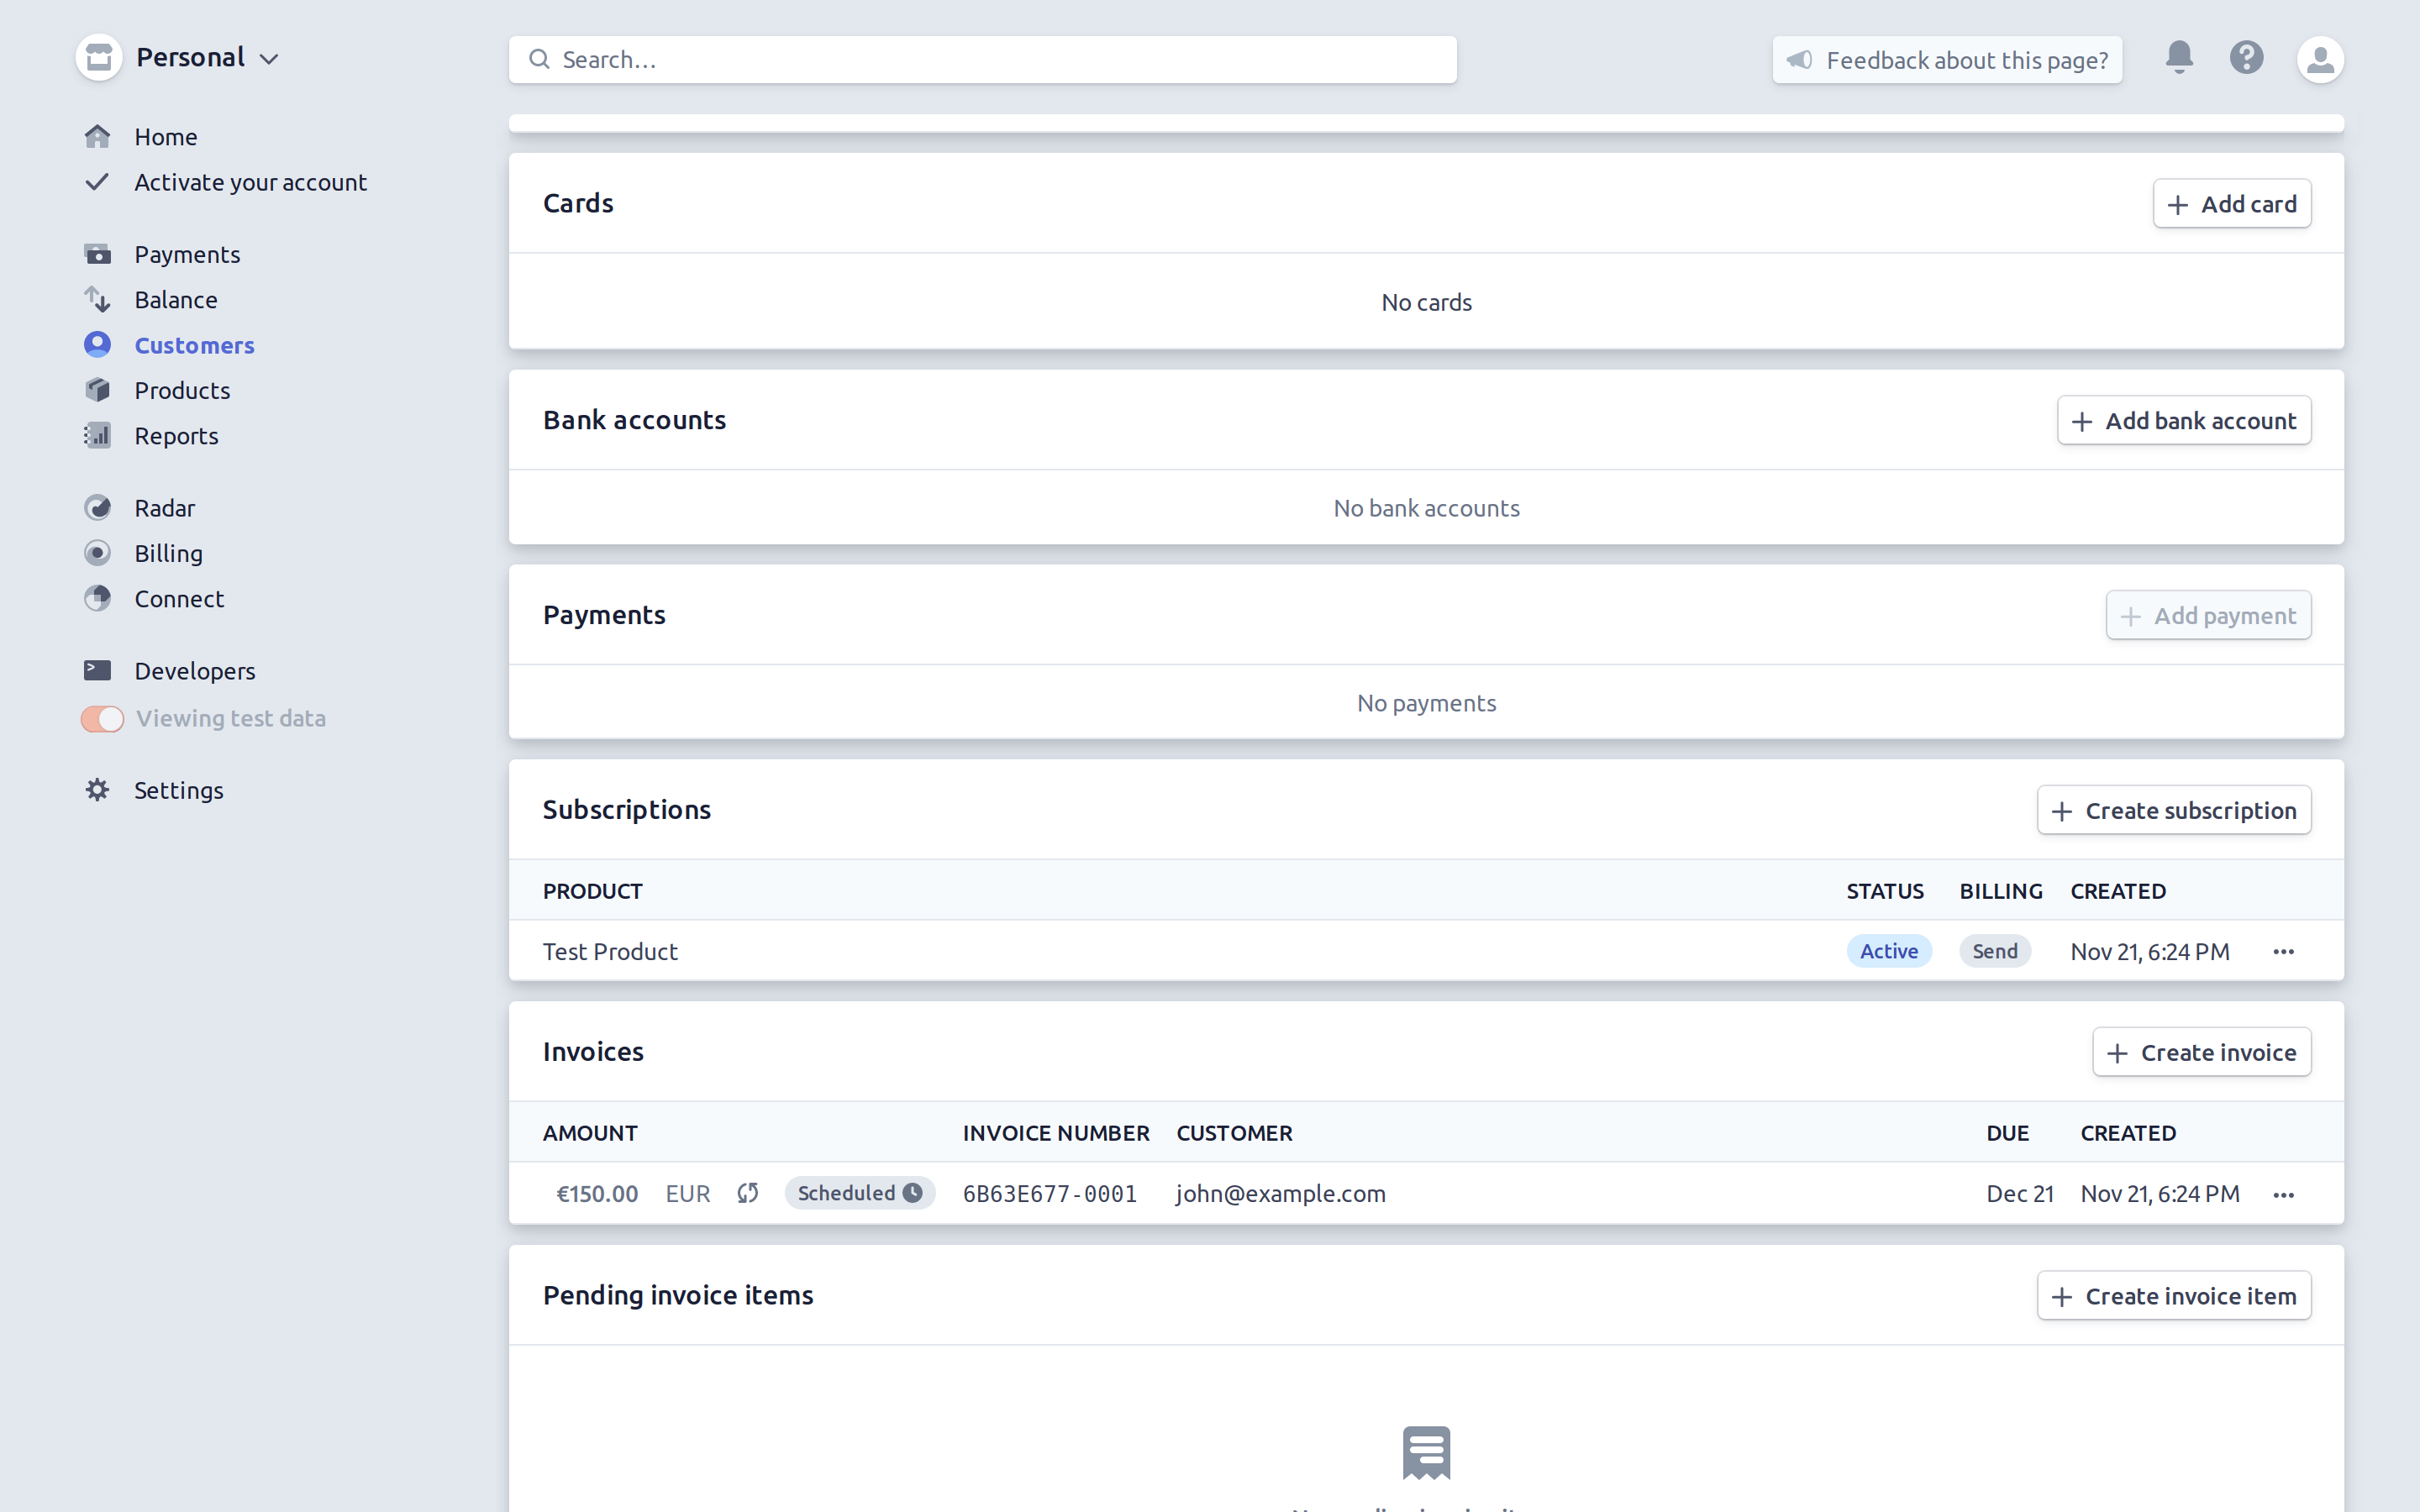 Personal
Search...
Feedback about this page?
Home
Activate your account
Payments
Balance
Customers
Products
Reports
Radar
Billing
Connect
Developers
Viewing test data
Settings
Cards
Add card
No cards
Bank accounts
Add bank account
No bank accounts
Payments
Add payment
No payments
Subscriptions
Create subscription
PRODUCT STATUS BILLING CREATED
Test Product Active Send Nov 21, 6:24 PM
Invoices
Create invoice
AMOUNT INVOICE NUMBER CUSTOMER DUE CREATED
€150.00 EUR Scheduled 6B63E677-0001 john@example.com Dec 21 Nov 21, 6:24 PM
Pending invoice items
Create invoice item